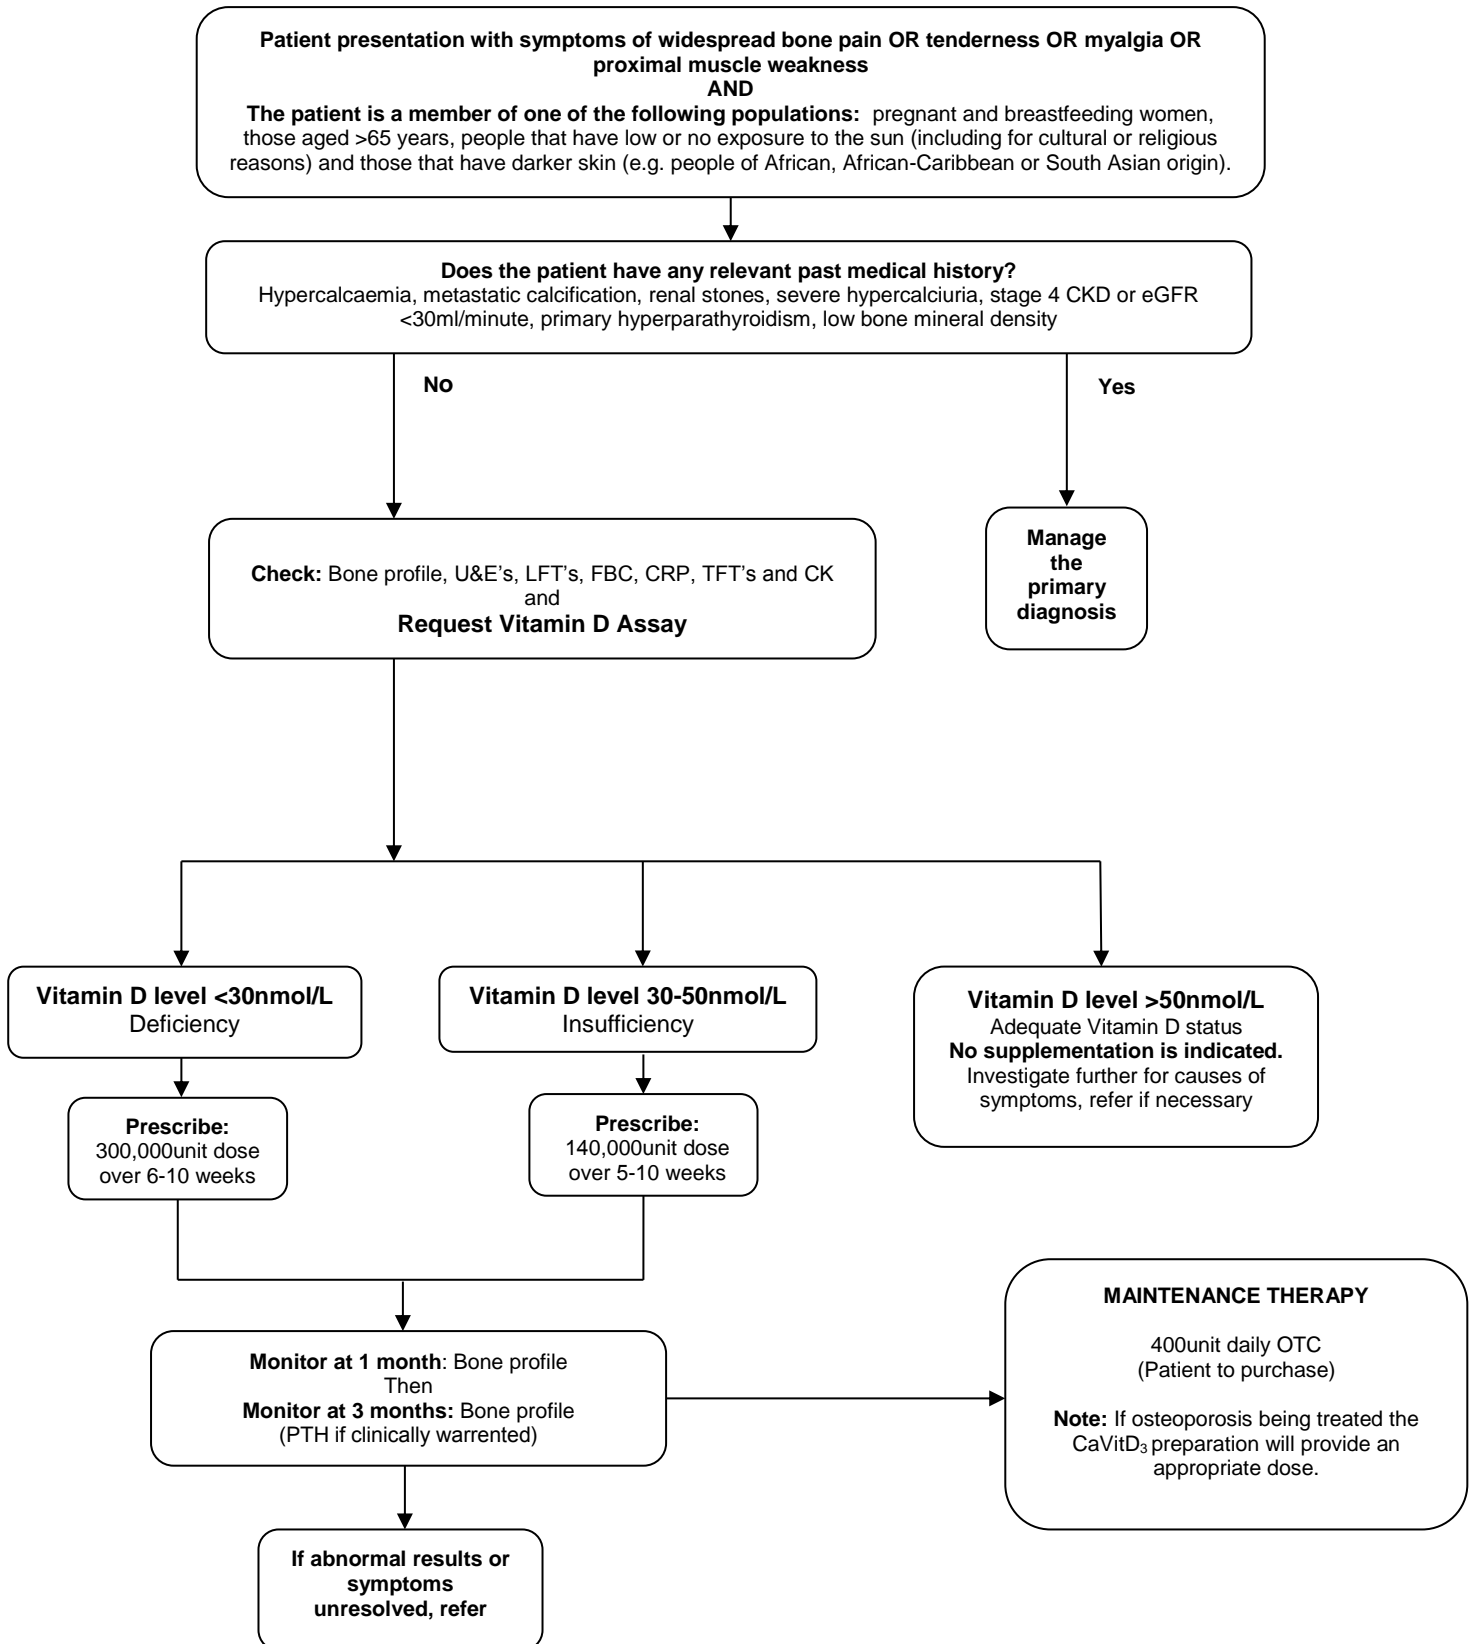 Patient presentation with symptoms of widespread bone pain OR tenderness OR myalgia OR
proximal muscle weakness
AND
The patient is a member of one of the following populations:  pregnant and breastfeeding women,
those aged >65 years, people that have low or no exposure to the sun (including for cultural or religious
reasons) and those that have darker skin (e.g. people of African, African-Caribbean or South Asian origin).
Does the patient have any relevant past medical history?
Hypercalcaemia, metastatic calcification, renal stones, severe hypercalciuria, stage 4 CKD or eGFR
<30ml/minute, primary hyperparathyroidism, low bone mineral density
No
Yes
Check: Bone profile, U&E’s, LFT’s, FBC, CRP, TFT’s and CK
and
Request Vitamin D Assay
Manage
the
primary
diagnosis
Vitamin D level <30nmol/L
Deficiency
Vitamin D level 30-50nmol/L
Insufficiency
Vitamin D level >50nmol/L
Adequate Vitamin D status
No supplementation is indicated.
Investigate further for causes of
symptoms, refer if necessary
Prescribe:
300,000unit dose
over 6-10 weeks
Prescribe:
140,000unit dose
over 5-10 weeks
Monitor at 1 month: Bone profile
Then
Monitor at 3 months: Bone profile
(PTH if clinically warrented)
MAINTENANCE THERAPY
400unit daily OTC
(Patient to purchase)
Note: If osteoporosis being treated the
CaVitD₃ preparation will provide an
appropriate dose.
If abnormal results or
symptoms
unresolved, refer